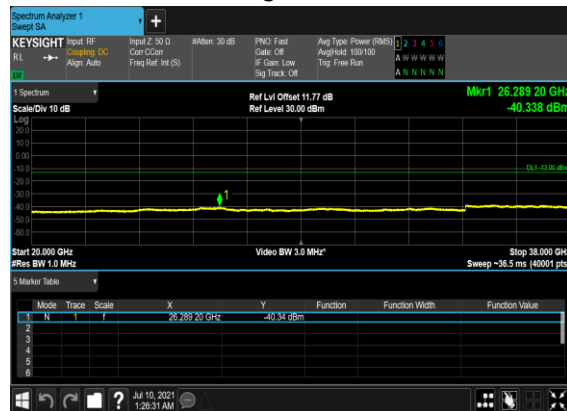 Spectrum Analyzer 1
Swept SA
+
KEYSIGHT Input: RF Input Z: 50 Ω #Atten: 30 dB PNO: Fast Avg Type: Power (RMS) 1 2 3 4 5 6
RL Coupling: DC Corr CCorr Gate: Off Avg|Hold: 100/100 A W W W W W
Align: Auto Freq Ref: Int (S) IF Gain: Low Trig: Free Run
Sig Track: Off A N N N N N
1 Spectrum Ref Lvl Offset 11.77 dB Mkr1 26.289 20 GHz
Scale/Div 10 dB Ref Level 30.00 dBm -40.338 dBm
Log
20.0
10.0
0.00
-10.0
DL1 -13.00 dBm
-20.0
-30.0
1
-40.0
-50.0
-60.0
Start 20.000 GHz Video BW 3.0 MHz* Stop 38.000 GHz
#Res BW 1.0 MHz Sweep ~36.5 ms (40001 pts)
5 Marker Table
Mode Trace Scale X Y Function Function Width Function Value
1 N 1 f 26.289 20 GHz -40.34 dBm
2
3
4
5
6
? Jul 10, 2021
1:26:31 AM